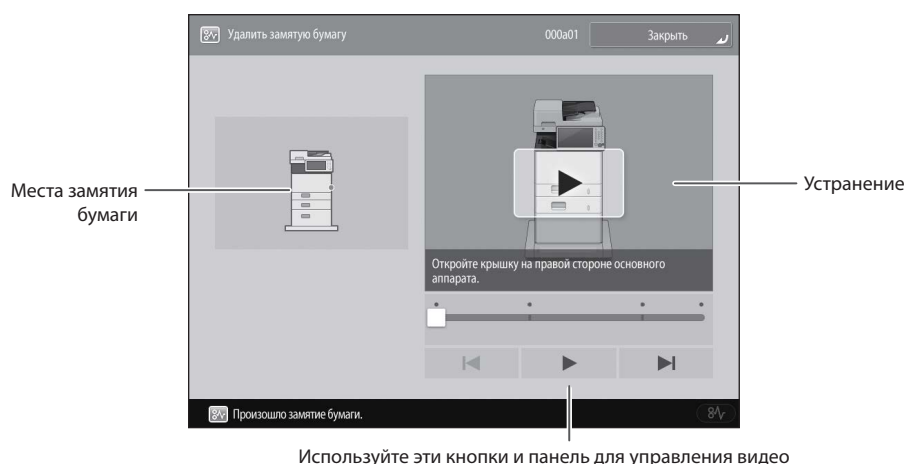 Удалить замятую бумагу
000a01
Закрыть
Места замятия
бумаги
Устранение
Откройте крышку на правой стороне основного
аппарата.
Произошло замятие бумаги.
Используйте эти кнопки и панель для управления видео